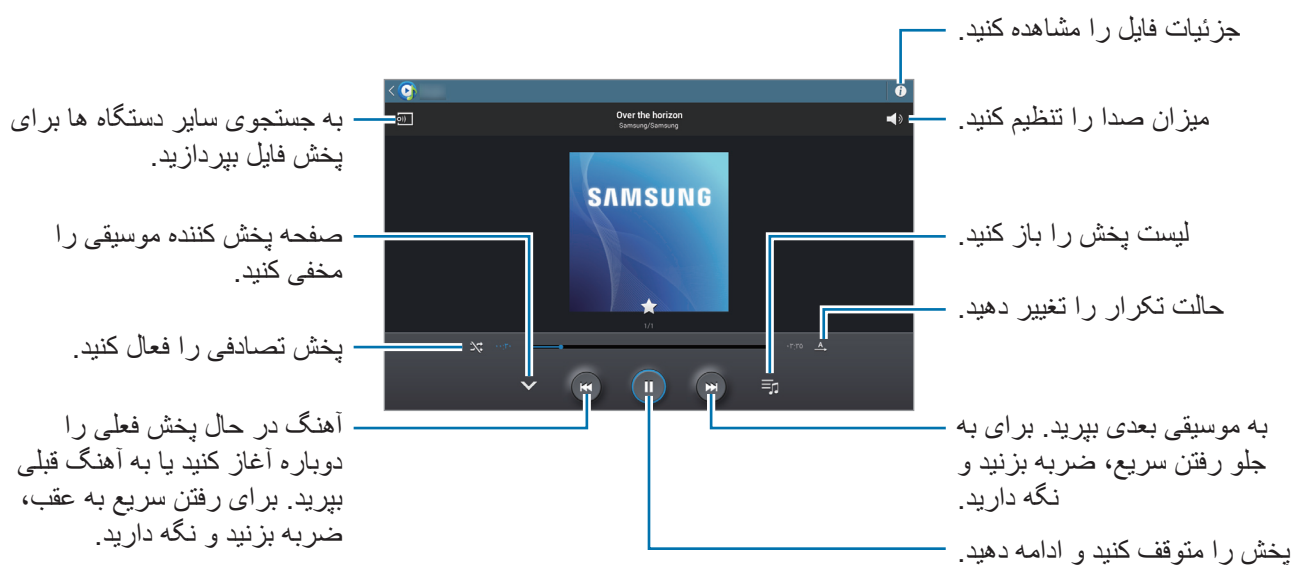 جزئیات فایل را مشاهده کنید.
میزان صدا را تنظیم کنید.
لیست پخش را باز کنید.
حالت تکرار را تغییر دهید.
به موسیقی بعدی بپرید. برای به
جلو رفتن سریع، ضربه بزنید و
نگه دارید.
پخش را متوقف کنید و ادامه دهید.
Over the horizon
Samsung/Samsung
SAMSUNG
1/1
A
به جستجوی سایر دستگاه ها برای
پخش فایل بپردازید.
صفحه پخش کننده موسیقی را
مخفی کنید.
پخش تصادفی را فعال کنید.
آهنگ در حال پخش فعلی را
دوباره آغاز کنید یا به آهنگ قبلی
بپرید. برای رفتن سریع به عقب،
ضربه بزنید و نگه دارید.